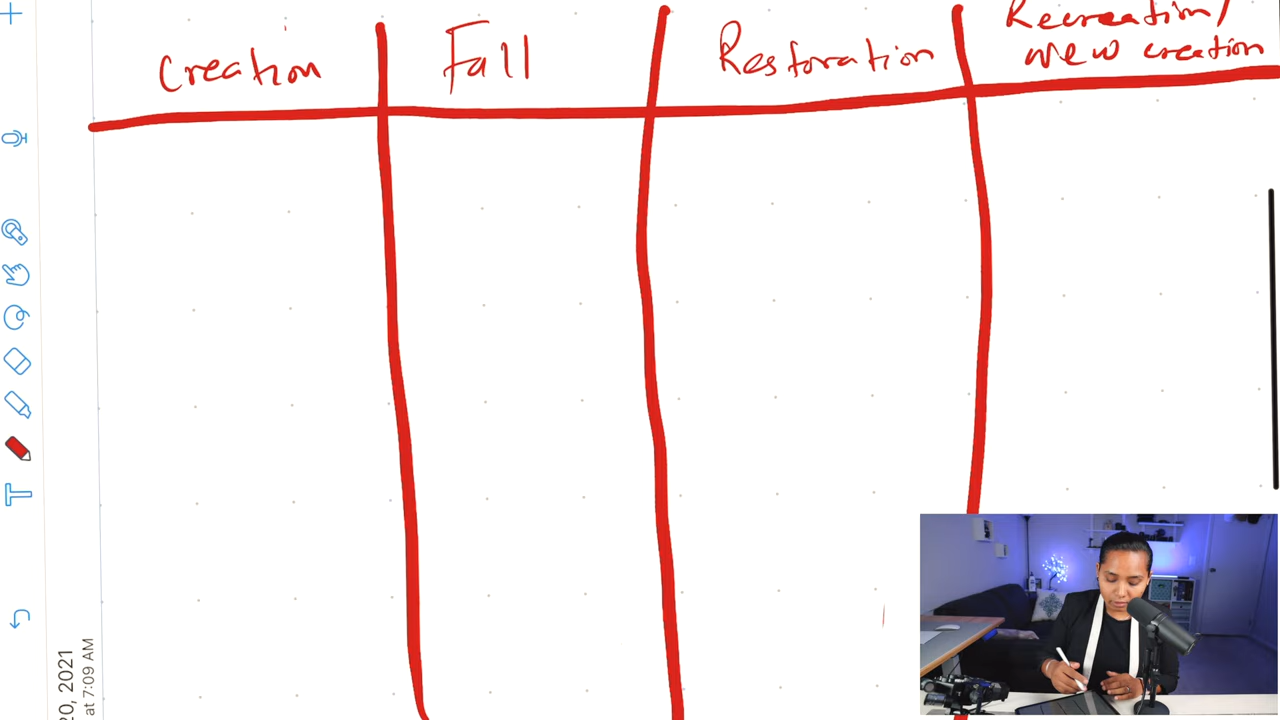 Creation
Fall
Restoration
Recreation/
new creation
20, 2021
at 7:09 AM